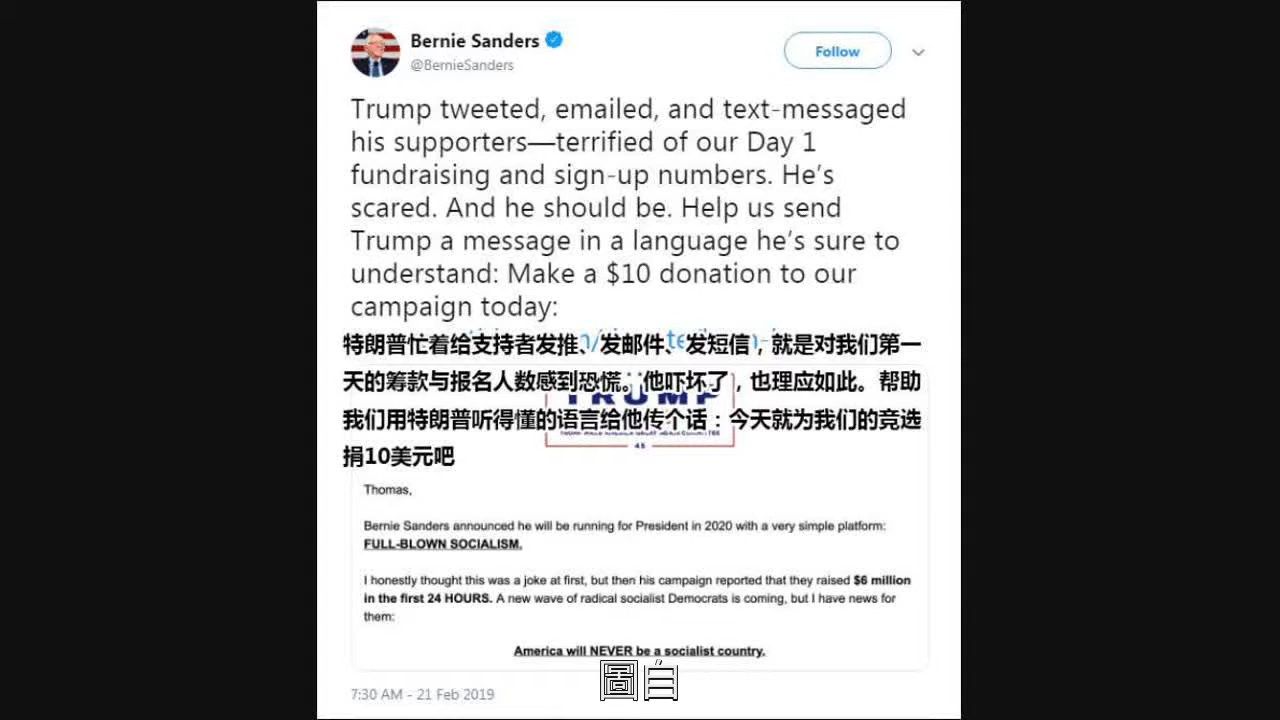 Bernie Sanders
@BernieSanders
Follow
Trump tweeted, emailed, and text-messaged
his supporters—terrified of our Day 1
fundraising and sign-up numbers. He's
scared. And he should be. Help us send
Trump a message in a language he's sure to
understand: Make a $10 donation to our
campaign today:
特朗普忙着给支持者发推、发邮件、发短信，就是对我们第一
天的筹款与报名人数感到恐慌。他吓坏了，也理应如此。帮助
我们用特朗普听得懂的语言给他传个话：今天就为我们的竞选
捐10美元吧
TRUMP
45
Thomas,
Bernie Sanders announced he will be running for President in 2020 with a very simple platform:
FULL-BLOWN SOCIALISM.
I honestly thought this was a joke at first, but then his campaign reported that they raised $6 million
in the first 24 HOURS. A new wave of radical socialist Democrats is coming, but I have news for
them:
America will NEVER be a socialist country.
圖自
7:30 AM - 21 Feb 2019